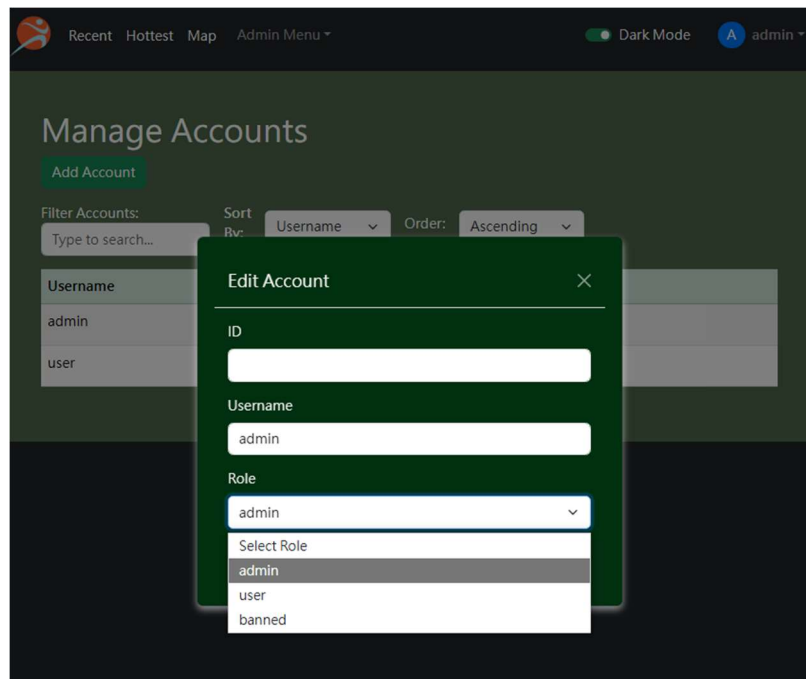 Recent Hottest Map Admin Menu Dark Mode A admin
Manage Accounts
Add Account
Filter Accounts:
Type to search...
Sort By:
Username
Order:
Ascending
Username
admin
user
Edit Account
ID
Username
admin
Role
admin
Select Role
admin
user
banned